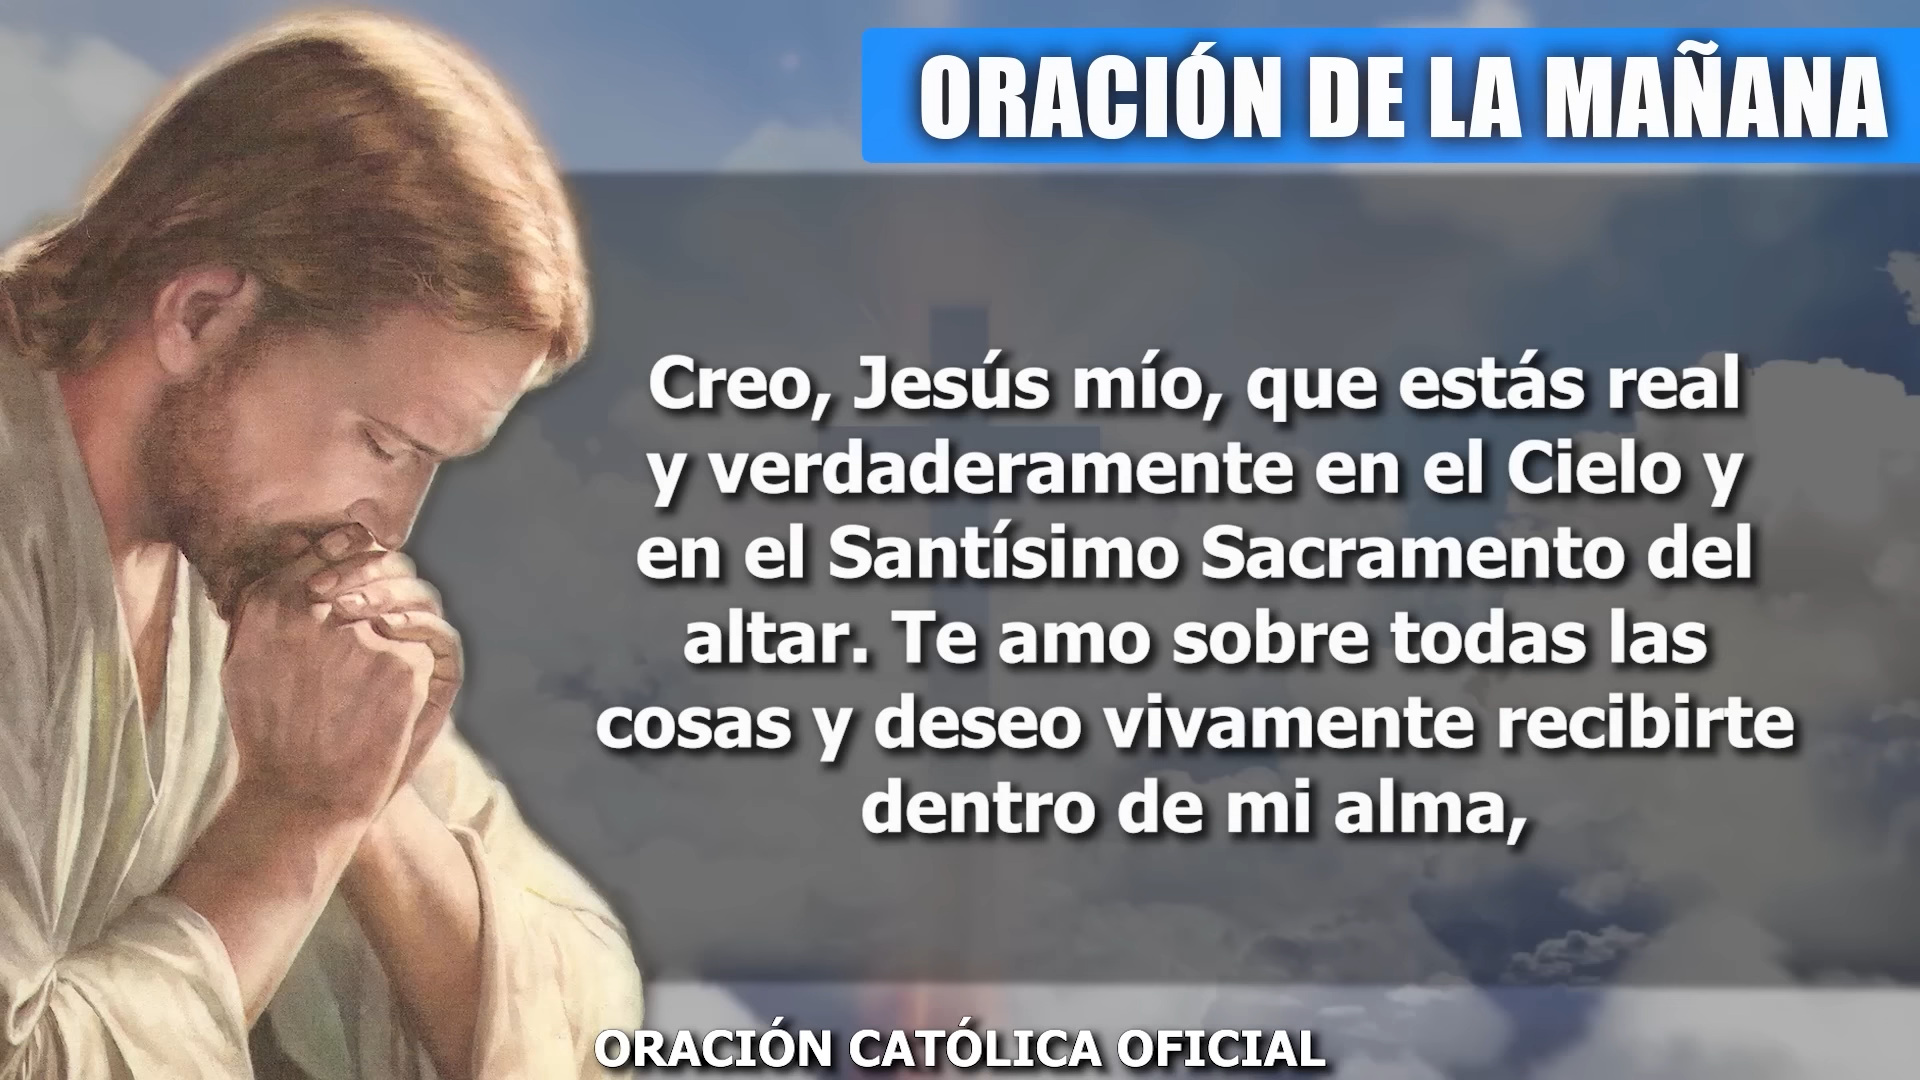 ORACIÓN DE LA MAÑANA
Creo, Jesús mío, que estás real
y verdaderamente en el Cielo y
en el Santísimo Sacramento del
altar. Te amo sobre todas las
cosas y deseo vivamente recibirte
dentro de mi alma,
ORACIÓN CATÓLICA OFICIAL